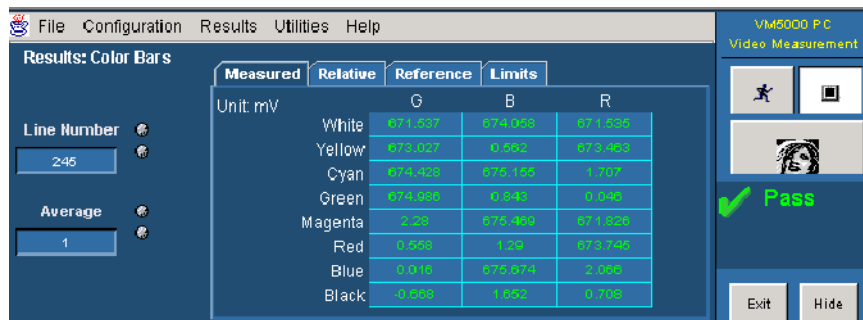 File Configuration Results Utilities Help
VM5000 PC
Video Measurement
Results: Color Bars
Measured Relative Reference Limits
Unit: mV G B R
White 671.537 674.058 671.535
Yellow 673.027 0.562 673.463
Cyan 674.428 675.155 1.707
Green 674.986 0.843 0.046
Magenta 2.28 675.469 671.826
Red 0.558 1.29 673.745
Blue 0.016 675.674 2.066
Black -0.668 1.652 0.708
Line Number
245
Average
1
Pass
Exit Hide